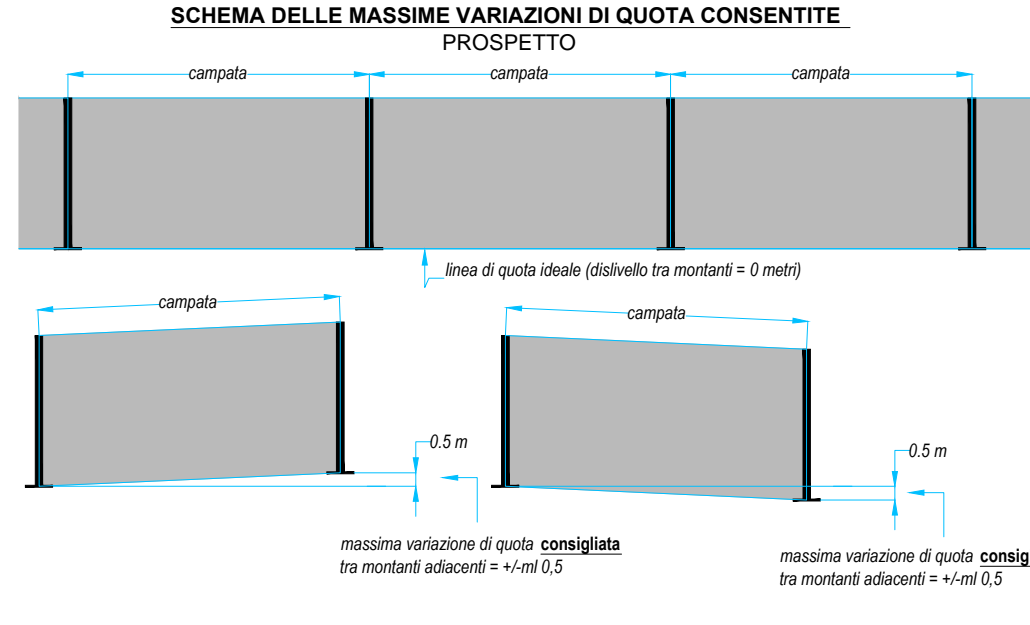 SCHEMA DELLE MASSIME VARIAZIONI DI QUOTA CONSENTITE
PROSPETTO
campata campata campata
linea di quota ideale (dislivello tra montanti = 0 metri)
campata
campata
0.5 m
0.5 m
massima variazione di quota consigliata
tra montanti adiacenti = +/-ml 0,5
massima variazione di quota consig
tra montanti adiacenti = +/-ml 0,5